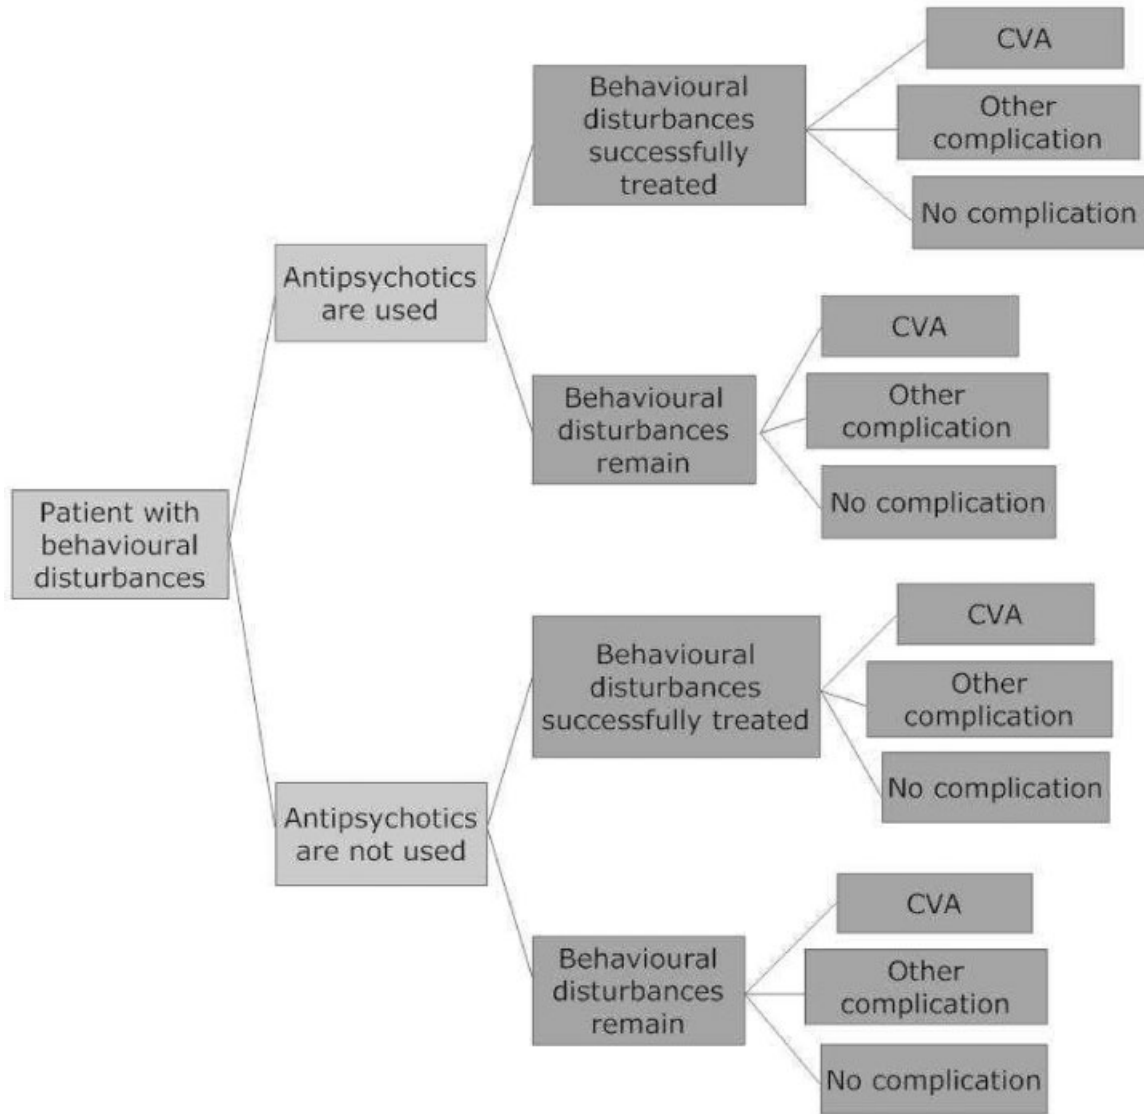 Patient with
behavioural
disturbances
Antipsychotics
are used
Behavioural
disturbances
successfully
treated
CVA
Other
complication
No complication
Behavioural
disturbances
remain
CVA
Other
complication
No complication
Antipsychotics
are not used
Behavioural
disturbances
successfully treated
CVA
Other
complication
No complication
Behavioural
disturbances
remain
CVA
Other
complication
No complication